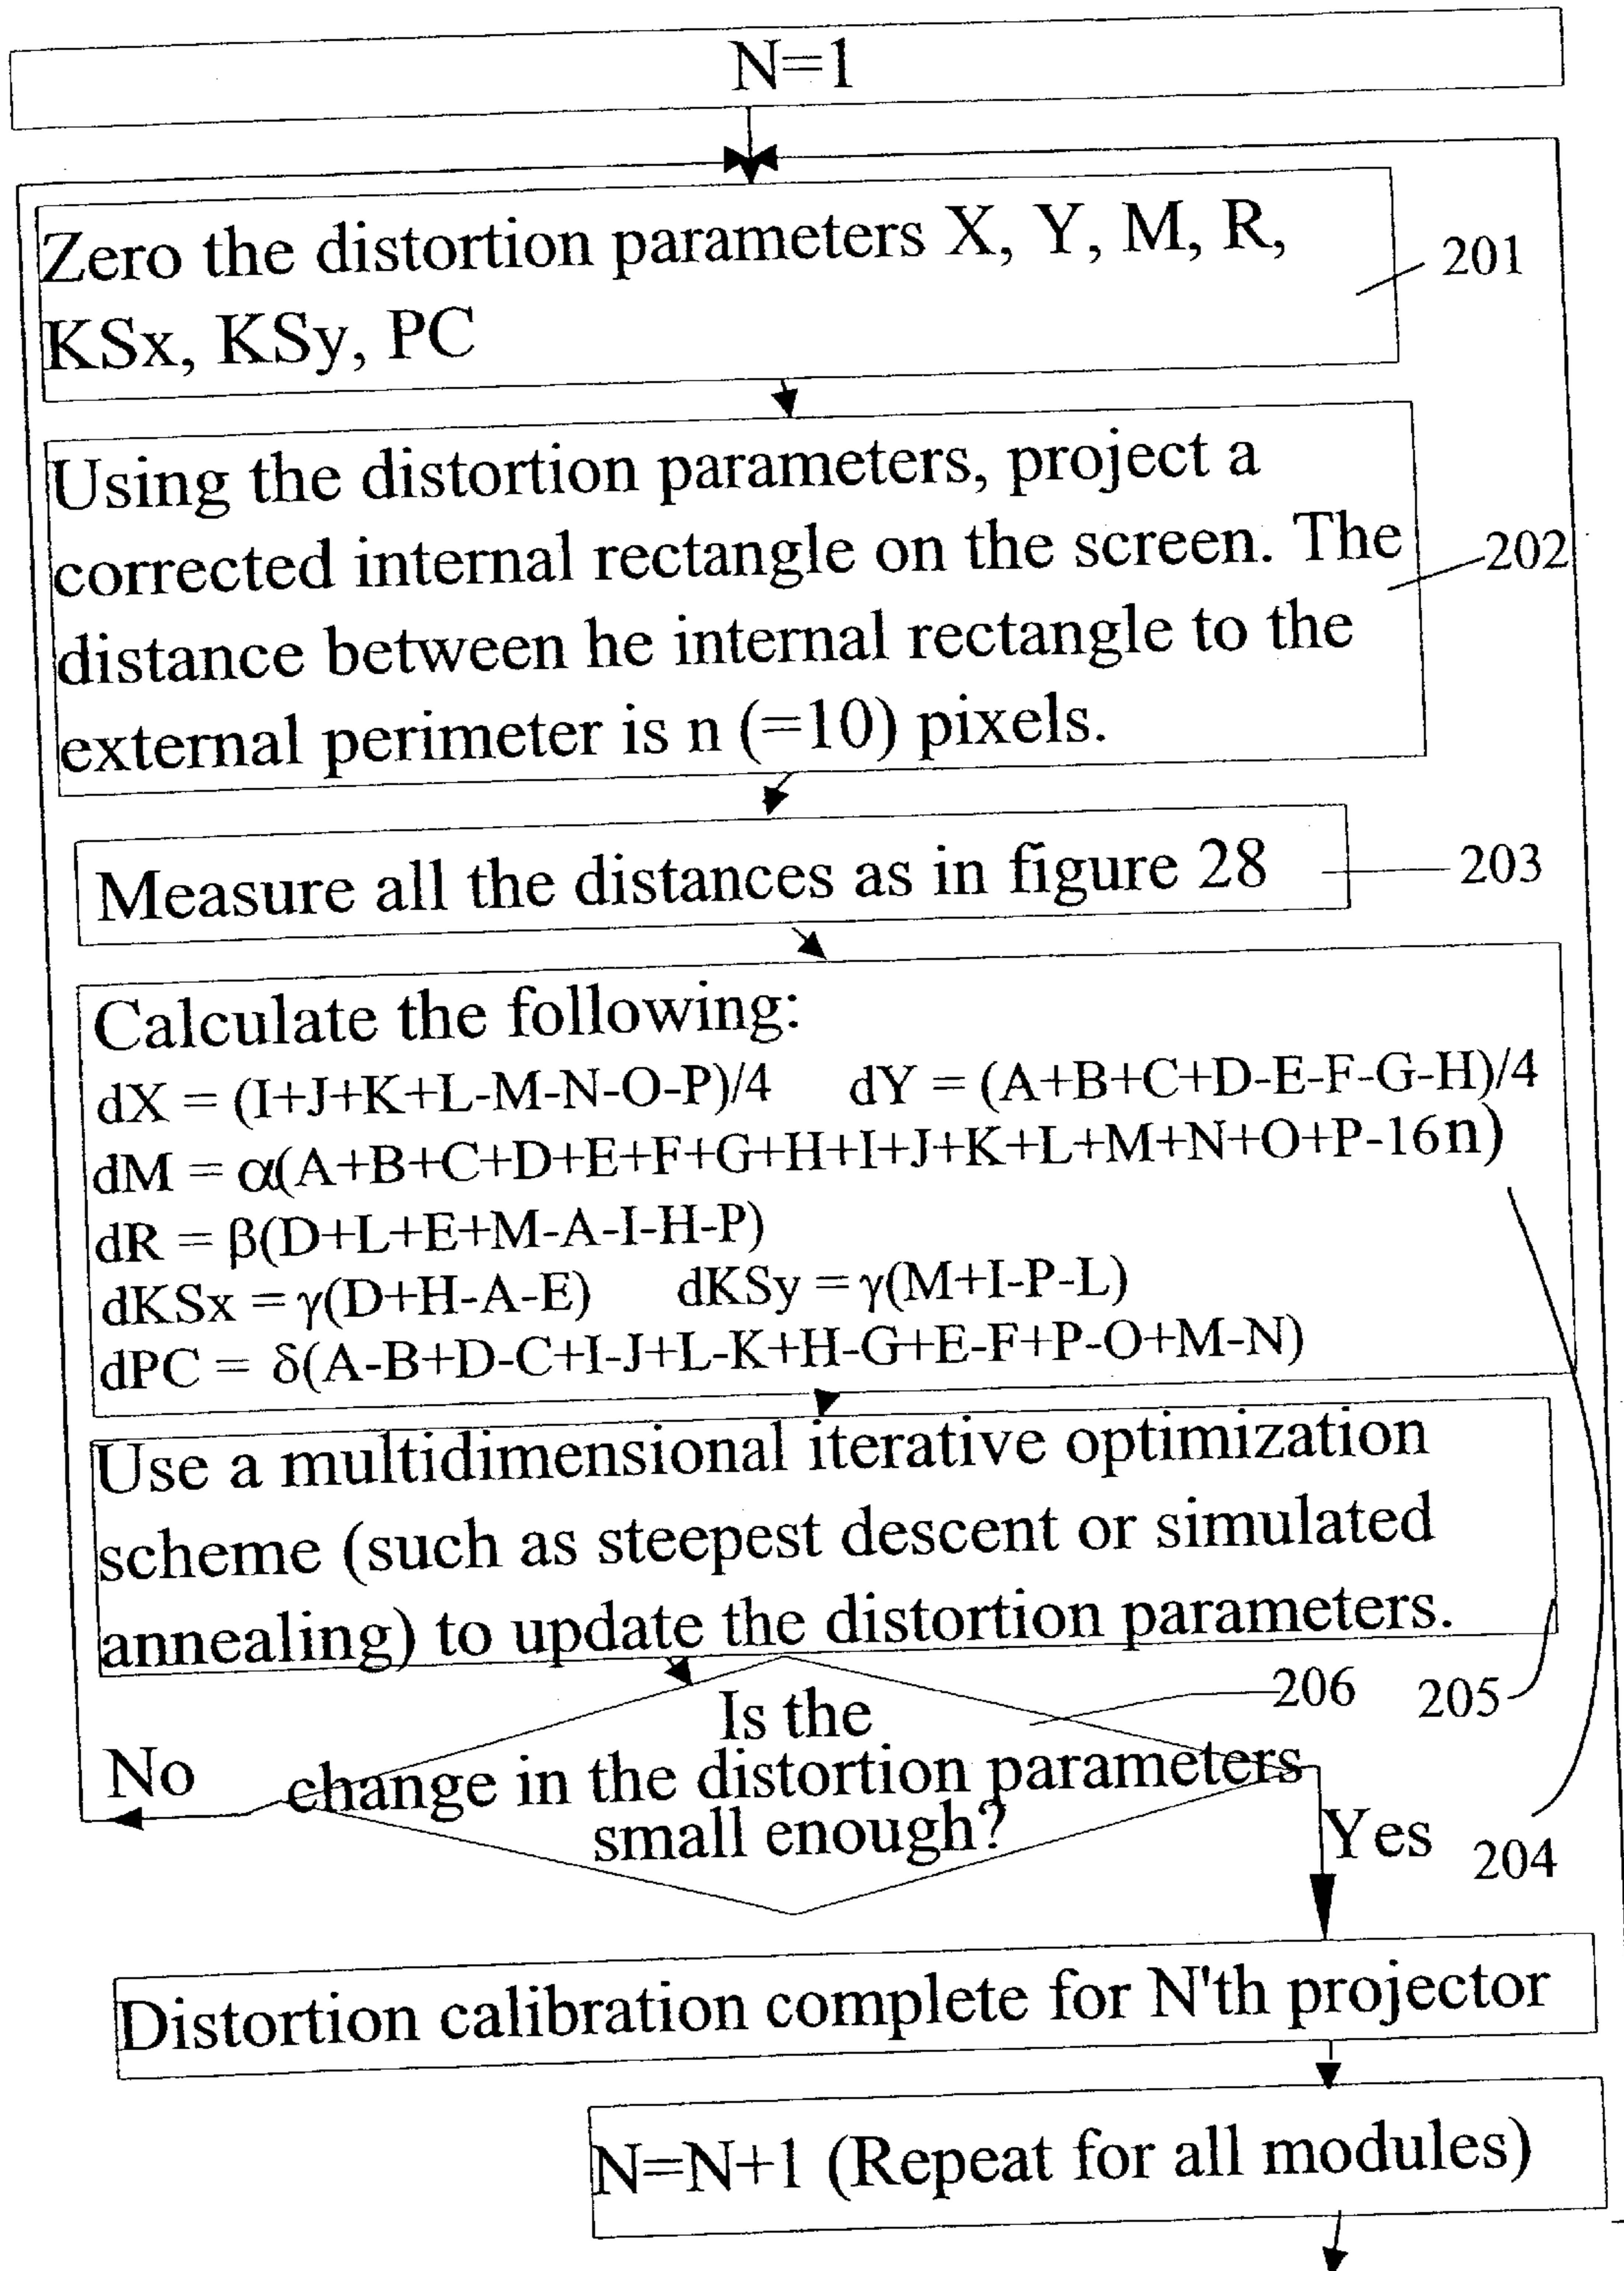 N=1
Zero the distortion parameters X, Y, M, R,
KSx, KSy, PC
201
Using the distortion parameters, project a
corrected internal rectangle on the screen. The
distance between he internal rectangle to the
external perimeter is n (=10) pixels.
202
Measure all the distances as in figure 28
203
Calculate the following:
dX = (I+J+K+L-M-N-O-P)/4 dY = (A+B+C+D-E-F-G-H)/4
dM = α(A+B+C+D+E+F+G+H+I+J+K+L+M+N+O+P-16n)
dR = β(D+L+E+M-A-I-H-P)
dKSx = γ(D+H-A-E) dKSy = γ(M+I-P-L)
dPC = δ(A-B+D-C+I-J+L-K+H-G+E-F+P-O+M-N)
Use a multidimensional iterative optimization
scheme (such as steepest descent or simulated
annealing) to update the distortion parameters.
206
205
Is the
change in the distortion parameters
small enough?
No
Yes
204
Distortion calibration complete for N'th projector
N=N+1 (Repeat for all modules)